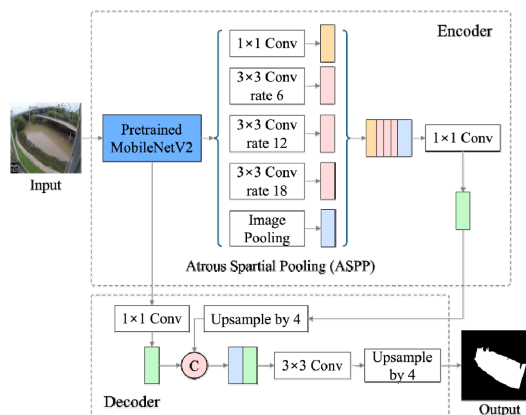 Encoder
1×1 Conv
3×3 Conv
rate 6
Pretrained
MobileNetV2
3×3 Conv
rate 12
1×1 Conv
Input
3×3 Conv
rate 18
Image
Pooling
Atrous Spatial Pooling (ASPP)
1×1 Conv
Upsample by 4
C
3×3 Conv
Upsample
by 4
Decoder
Output